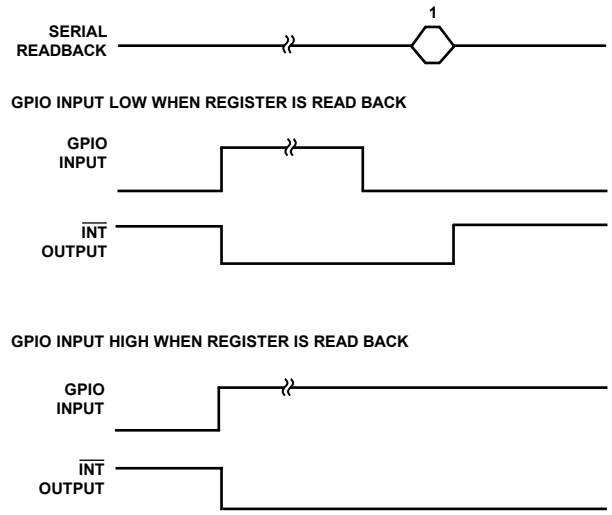 1
SERIAL
READBACK
GPIO INPUT LOW WHEN REGISTER IS READ BACK
GPIO
INPUT
INT
OUTPUT
GPIO INPUT HIGH WHEN REGISTER IS READ BACK
GPIO
INPUT
INT
OUTPUT